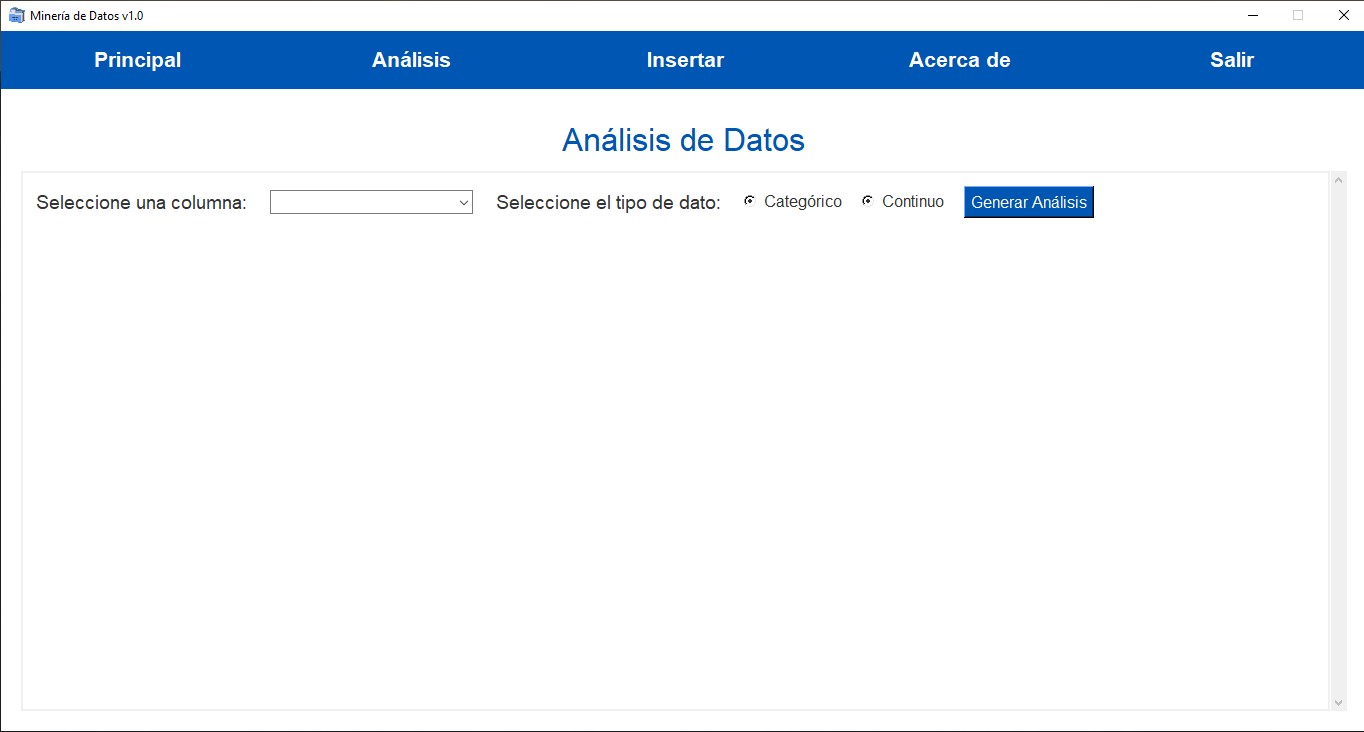 Minería de Datos v1.0
Principal Análisis Insertar Acerca de Salir
Análisis de Datos
Seleccione una columna: Seleccione el tipo de dato: Categórico Continuo Generar Análisis